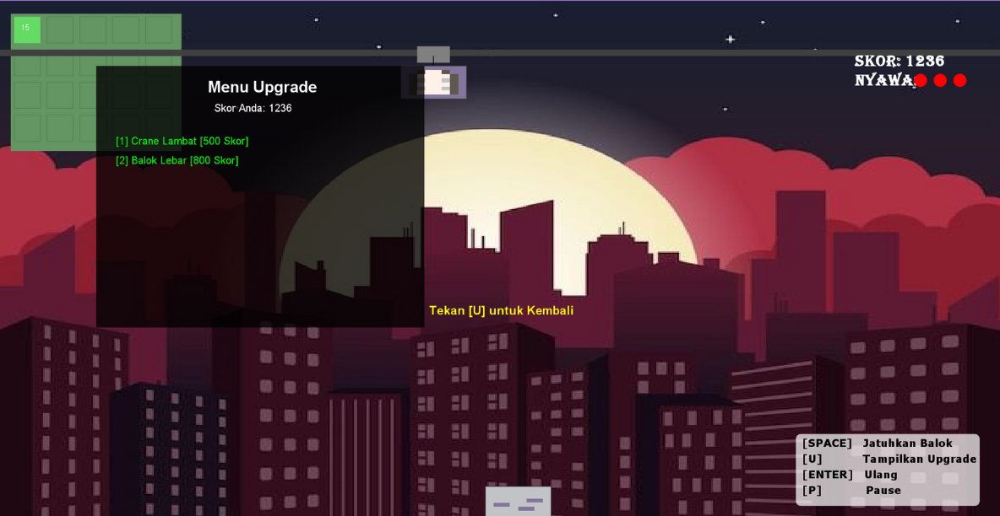 15
SKOR: 1236
NYAWA:
Menu Upgrade
Skor Anda: 1236
[1] Crane Lambat [500 Skor]
[2] Balok Lebar [800 Skor]
Tekan [U] untuk Kembali
[SPACE] Jatuhkan Balok
[U] Tampilkan Upgrade
[ENTER] Ulang
[P] Pause